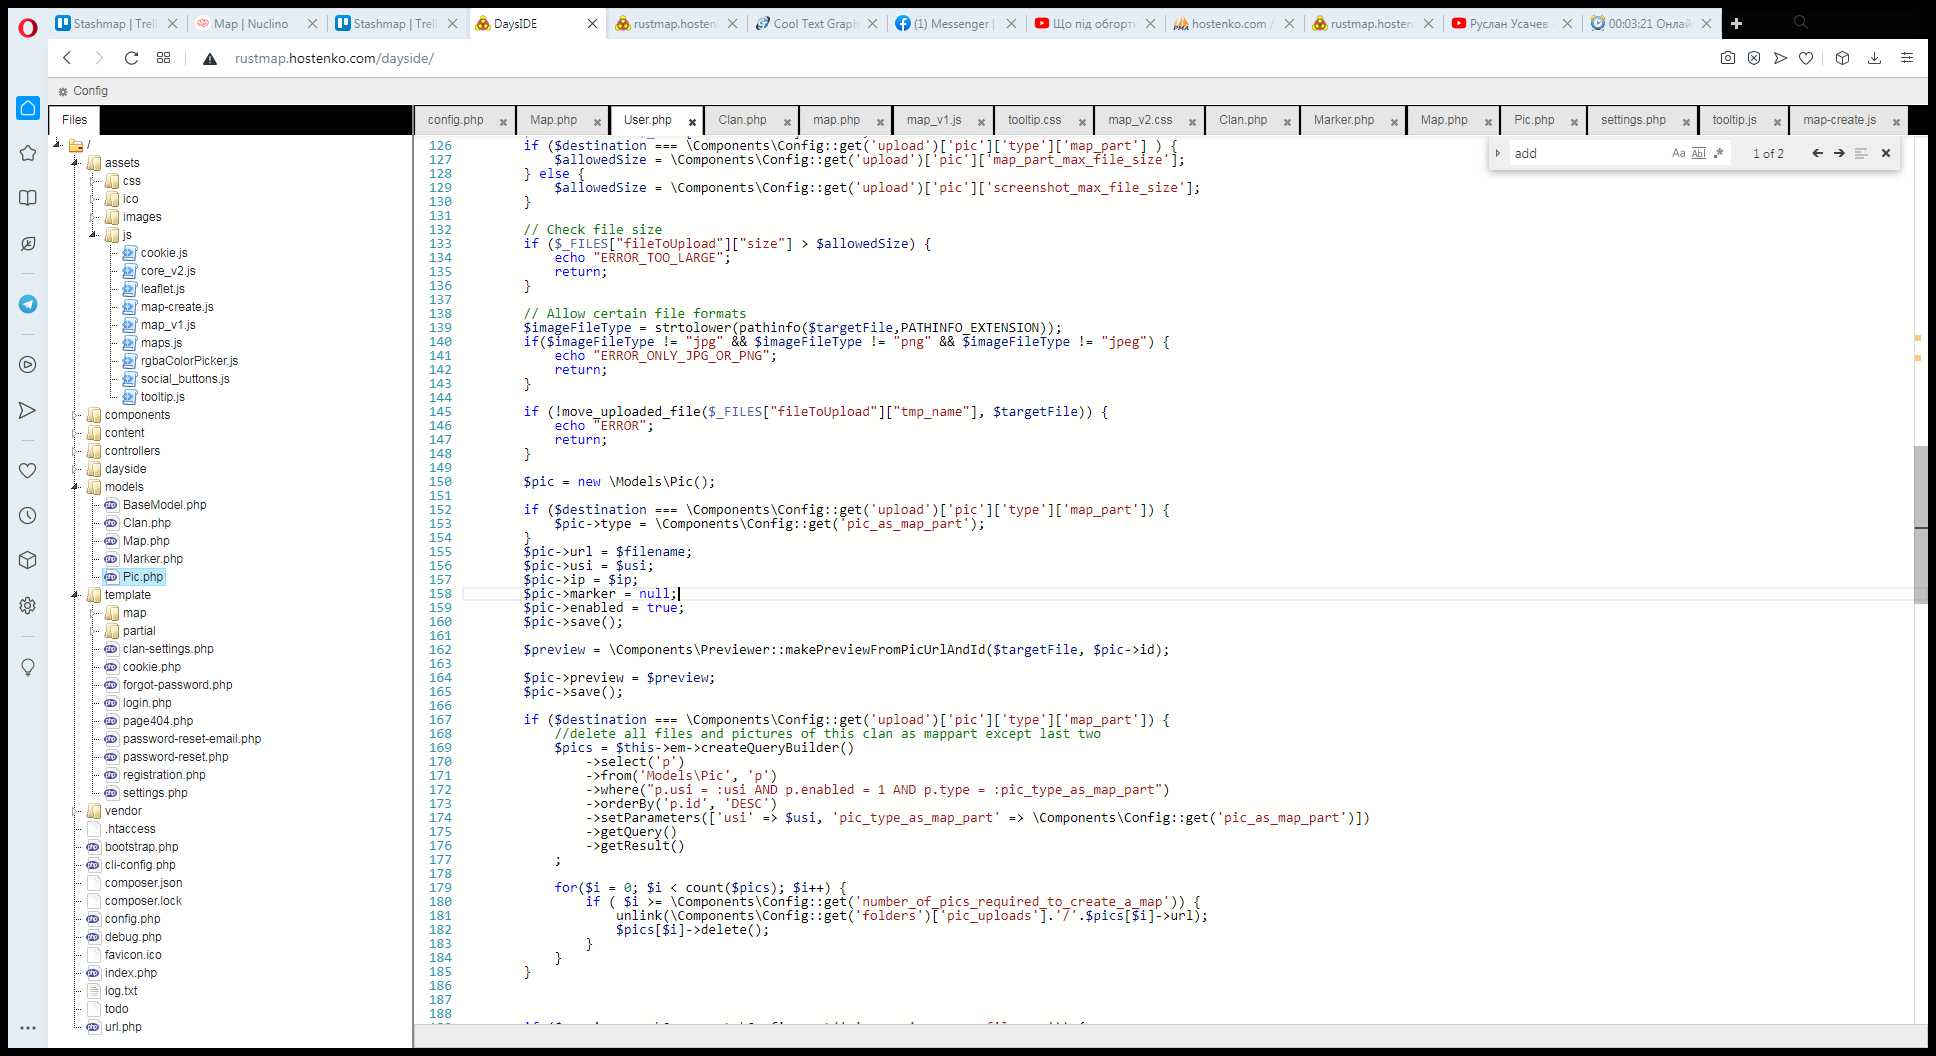 Stashmap | Trell
Map | Nuclino
Stashmap | Trell
DaysIDE
rustmap.hostenk
Cool Text Graph
(1) Messenger |
Що під обгортк
hostenko.com /
rustmap.hosten
Руслан Усачев
00:03:21 Онлай
rustmap.hostenko.com/dayside/
Config
Files
config.php
Map.php
User.php
Clan.php
map.php
map_v1.js
tooltip.css
map_v2.css
Clan.php
Marker.php
Map.php
Pic.php
settings.php
tooltip.js
map-create.js
add
Aa
Abl
.*
1 of 2
/
assets
css
ico
images
js
cookie.js
core_v2.js
leaflet.js
map-create.js
map_v1.js
maps.js
rgbaColorPicker.js
social_buttons.js
tooltip.js
components
content
controllers
dayside
models
BaseModel.php
Clan.php
Map.php
Marker.php
Pic.php
template
map
partial
clan-settings.php
cookie.php
forgot-password.php
login.php
page404.php
password-reset-email.php
password-reset.php
registration.php
settings.php
vendor
.htaccess
bootstrap.php
cli-config.php
composer.json
composer.lock
config.php
debug.php
favicon.ico
index.php
log.txt
todo
url.php
126 if ($destination === \Components\Config::get('upload')['pic']['type']['map_part'] ) {
127 $allowedSize = \Components\Config::get('upload')['pic']['map_part_max_file_size'];
128 } else {
129 $allowedSize = \Components\Config::get('upload')['pic']['screenshot_max_file_size'];
130 }
131
132 // Check file size
133 if ($_FILES["fileToUpload"]["size"] > $allowedSize) {
134 echo "ERROR_TOO_LARGE";
135 return;
136 }
137
138 // Allow certain file formats
139 $imageFileType = strtolower(pathinfo($targetFile,PATHINFO_EXTENSION));
140 if($imageFileType != "jpg" && $imageFileType != "png" && $imageFileType != "jpeg") {
141 echo "ERROR_ONLY_JPG_OR_PNG";
142 return;
143 }
144
145 if (!move_uploaded_file($_FILES["fileToUpload"]["tmp_name"], $targetFile)) {
146 echo "ERROR";
147 return;
148 }
149
150 $pic = new \Models\Pic();
151
152 if ($destination === \Components\Config::get('upload')['pic']['type']['map_part']) {
153 $pic->type = \Components\Config::get('pic_as_map_part');
154 }
155 $pic->url = $filename;
156 $pic->usi = $usi;
157 $pic->ip = $ip;
158 $pic->marker = null;
159 $pic->enabled = true;
160 $pic->save();
161
162 $preview = \Components\Previewer::makePreviewFromPicUrlAndId($targetFile, $pic->id);
163
164 $pic->preview = $preview;
165 $pic->save();
166
167 if ($destination === \Components\Config::get('upload')['pic']['type']['map_part']) {
168 //delete all files and pictures of this clan as mappart except last two
169 $pics = $this->em->createQueryBuilder()
170 ->select('p')
171 ->from('Models\Pic', 'p')
172 ->where("p.usi = :usi AND p.enabled = 1 AND p.type = :pic_type_as_map_part")
173 ->orderBy('p.id', 'DESC')
174 ->setParameters(['usi' => $usi, 'pic_type_as_map_part' => \Components\Config::get('pic_as_map_part')])
175 ->getQuery()
176 ->getResult()
177 ;
178
179 for($i = 0; $i < count($pics); $i++) {
180 if ( $i >= \Components\Config::get('number_of_pics_required_to_create_a_map')) {
181 unlink(\Components\Config::get('folders')['pic_uploads'].'/'.$pics[$i]->url);
182 $pics[$i]->delete();
183 }
184 }
185 }
186
187
188